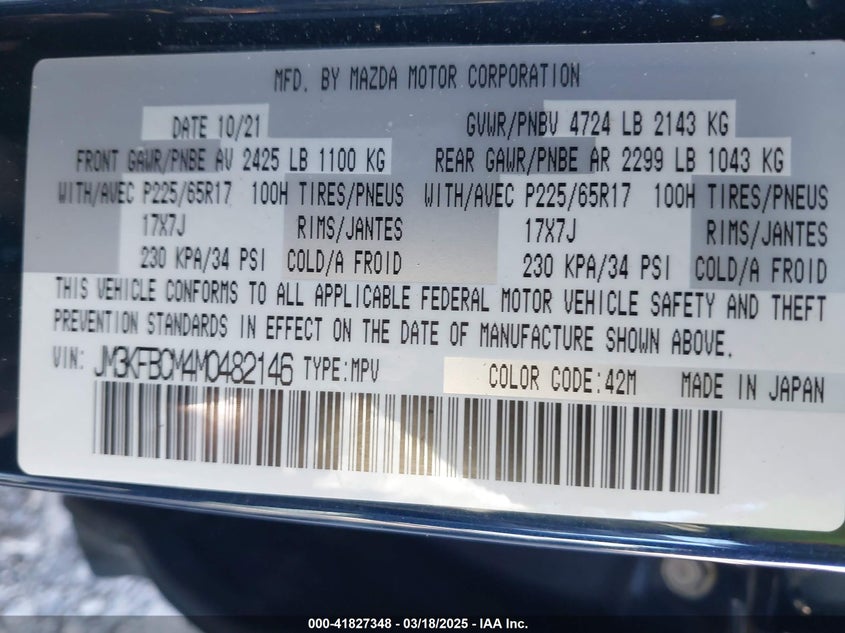 MFD. BY MAZDA MOTOR CORPORATION
DATE 10/21 GVWR/PNBV 4724 LB 2143 KG
FRONT GAWR/PNBE AV 2425 LB 1100 KG REAR GAWR/PNBE AR 2299 LB 1043 KG
WITH/AVEC P225/65R17 100H TIRES/PNEUS WITH/AVEC P225/65R17 100H TIRES/PNEUS
17X7J RIMS/JANTES 17X7J RIMS/JANTES
230 KPA/34 PSI COLD/A FROID 230 KPA/34 PSI COLD/A FROID
THIS VEHICLE CONFORMS TO ALL APPLICABLE FEDERAL MOTOR VEHICLE SAFETY AND THEFT
PREVENTION STANDARDS IN EFFECT ON THE DATE OF MANUFACTURE SHOWN ABOVE.
VIN: JM3KFBCM4M0482146 TYPE:MPV COLOR CODE:42M MADE IN JAPAN
000-41827348 — 03/18/2025 — IAA Inc.